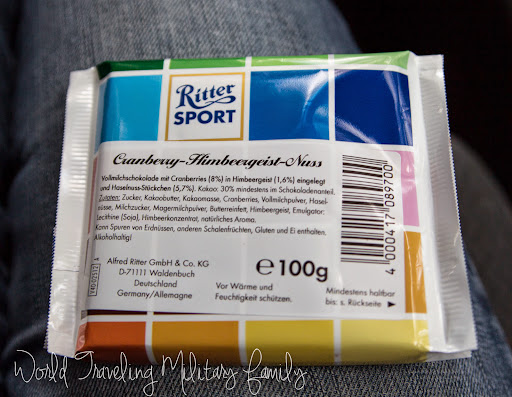 Ritter
SPORT
Cranberry-Himbeergeist-Nuss
Vollmilchschokolade mit Cranberries (8%) in Himbeergeist (1,6%) eingelegt
und Haselnuss-Stückchen (5,7%). Kakao: 30% mindestens im Schokoladenanteil.
Zutaten: Zucker, Kakaobutter, Kakaomasse, Cranberries, Vollmilchpulver, Hasel-
nüsse, Milchzucker, Magermilchpulver, Butterreinfett, Himbeergeist, Emulgator:
Lecithine (Soja), Himbeerkonzentrat, natürliches Aroma.
Kann Spuren von Erdnüssen, anderen Schalenfrüchten, Gluten und Ei enthalten.
Alkoholhaltig!
Alfred Ritter GmbH & Co. KG
D-71111 Waldenbuch
Deutschland
Germany/Allemagne
Vor Wärme und
Feuchtigkeit schützen.
℮100g
4 000417 089700
Mindestens haltbar
bis: s. Rückseite
World Traveling Military Family